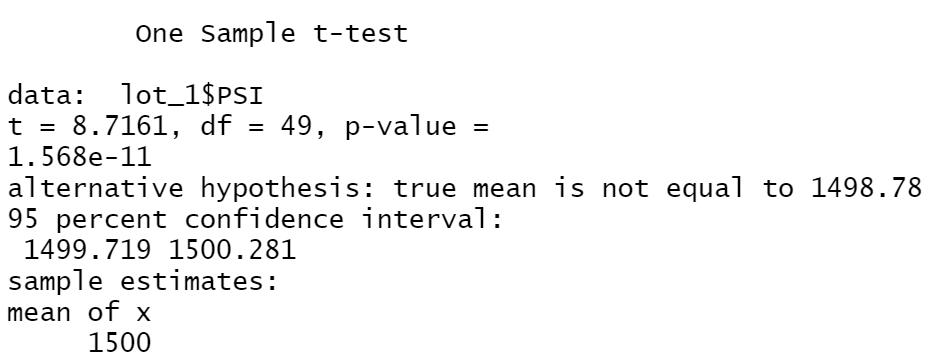 One Sample t-test
data: lot_1$PSI
t = 8.7161, df = 49, p-value =
1.568e-11
alternative hypothesis: true mean is not equal to 1498.78
95 percent confidence interval:
1499.719 1500.281
sample estimates:
mean of x
1500